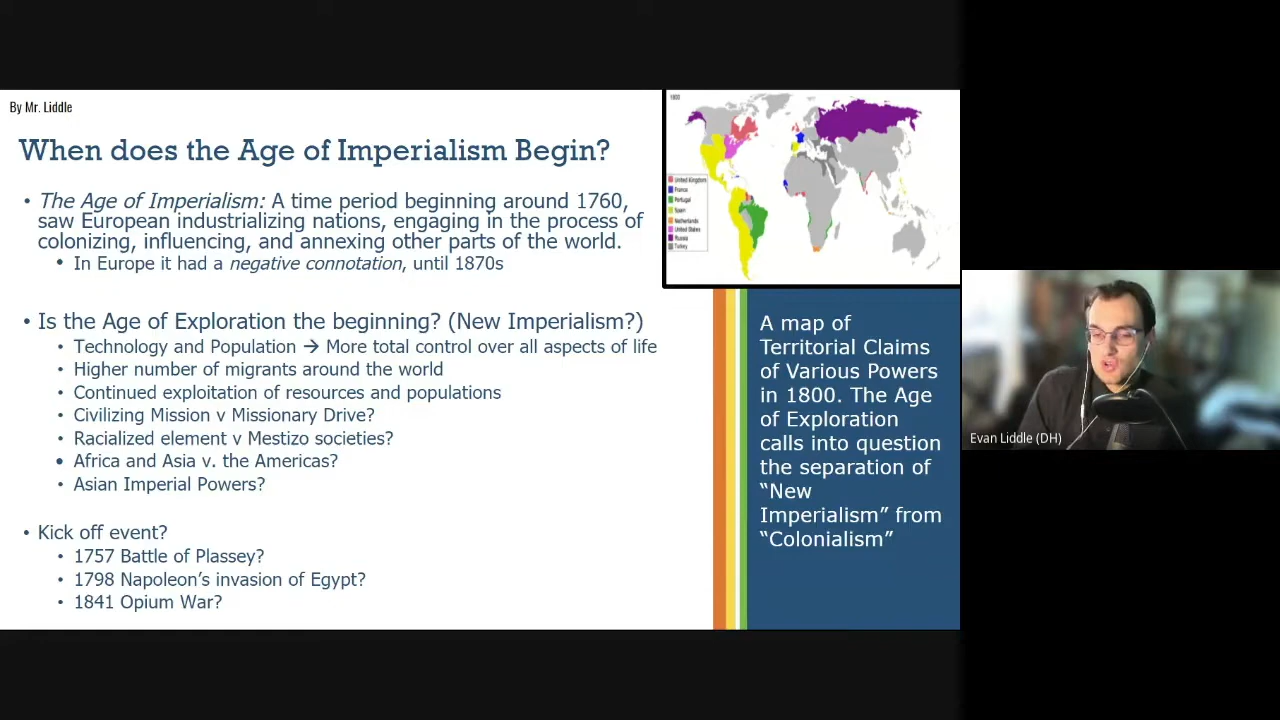 By Mr. Liddle
When does the Age of Imperialism Begin?
• The Age of Imperialism: A time period beginning around 1760,
saw European industrializing nations, engaging in the process of
colonizing, influencing, and annexing other parts of the world.
• In Europe it had a negative connotation, until 1870s
• Is the Age of Exploration the beginning? (New Imperialism?)
• Technology and Population → More total control over all aspects of life
• Higher number of migrants around the world
• Continued exploitation of resources and populations
• Civilizing Mission v Missionary Drive?
• Racialized element v Mestizo societies?
• Africa and Asia v. the Americas?
• Asian Imperial Powers?
• Kick off event?
• 1757 Battle of Plassey?
• 1798 Napoleon's invasion of Egypt?
• 1841 Opium War?
1800
United Kingdom
France
Portugal
Spain
Netherlands
United States
Russia
Turkey
A map of
Territorial Claims
of Various Powers
in 1800. The Age
of Exploration
calls into question
the separation of
“New
Imperialism” from
“Colonialism”
Evan Liddle (DH)